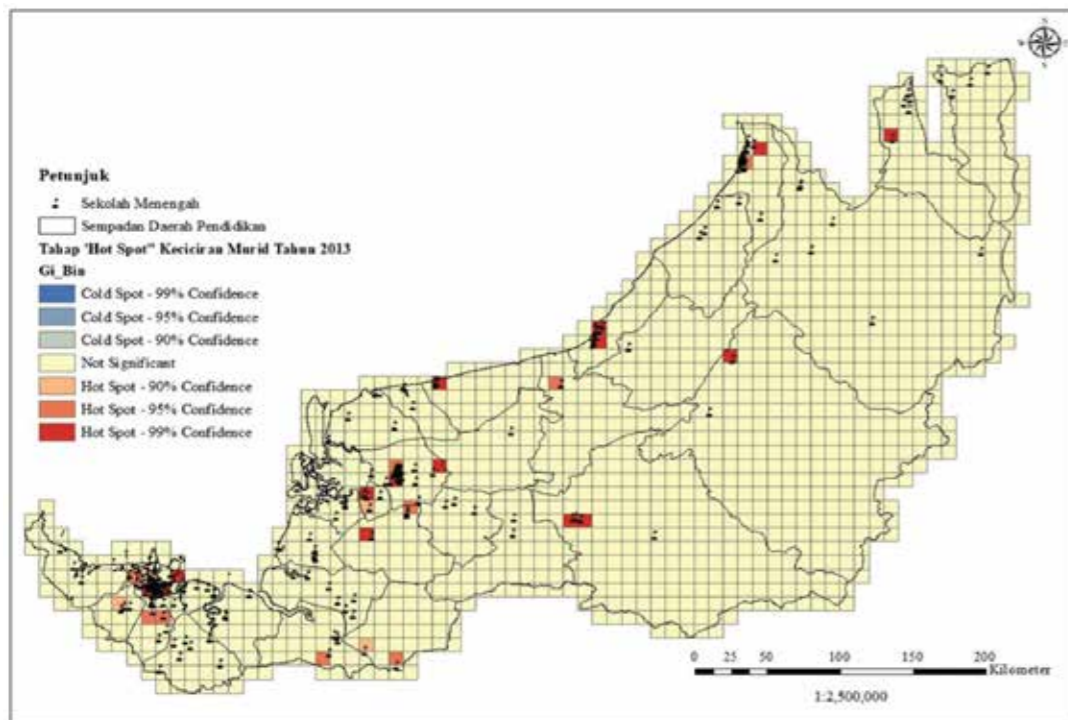 Petunjuk
Sekolah Menengah
Sempadan Daerah Pendidikan
Tahap 'Hot Spot" Keciciran Murid Tahun 2013
Gi_Bin
Cold Spot - 99% Confidence
Cold Spot - 95% Confidence
Cold Spot - 90% Confidence
Not Significant
Hot Spot - 90% Confidence
Hot Spot - 95% Confidence
Hot Spot - 99% Confidence
0 25 50 100 150 200
Kilometer
1:2,500,000